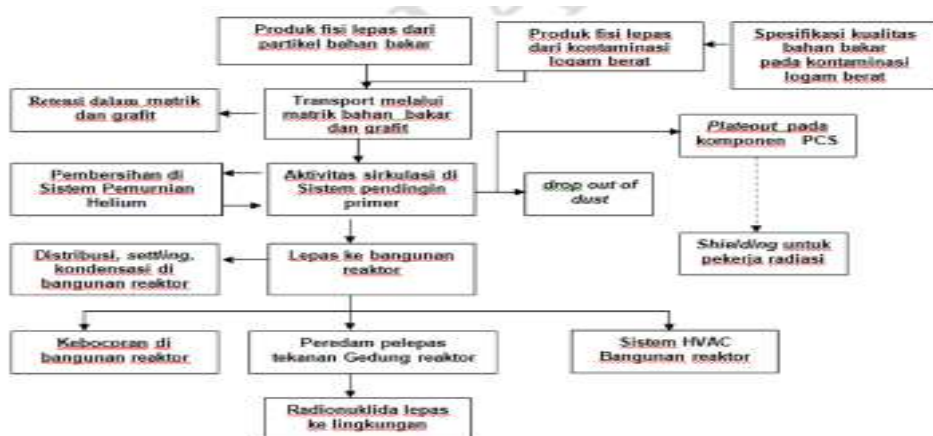 Produk fisi lepas dari
partikel bahan bakar
Produk fisi lepas
dari kontaminasi
logam berat
Spesifikasi kualitas
bahan bakar
pada kontaminasi
logam berat
Retensi dalam matrik
dan grafit
Transport melalui
matrik bahan bakar
dan grafit
Plateout pada
komponen PCS
Pembersihan di
Sistem Pemurnian
Helium
Aktivitas sirkulasi di
Sistem pendingin
primer
drop out of
dust
Shielding untuk
pekerja radiasi
Distribusi, settling,
kondensasi di
bangunan reaktor
Lepas ke bangunan
reaktor
Kebocoran di
bangunan reaktor
Peredam pelepas
tekanan Gedung reaktor
Sistem HVAC
Bangunan reaktor
Radionuklida lepas
ke lingkungan